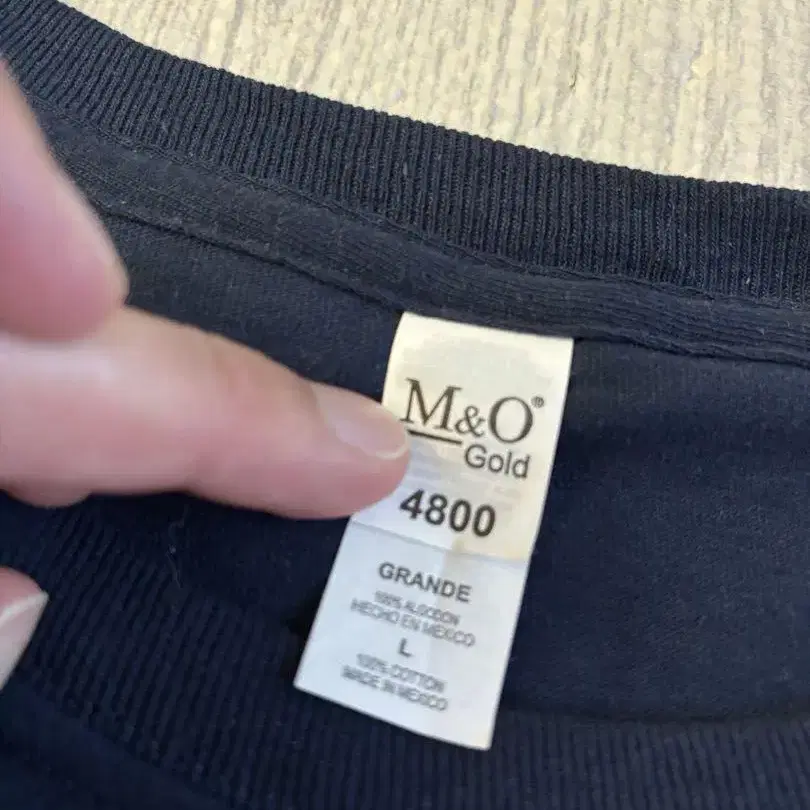 M&O®
Gold
4800
GRANDE
100% ALGODON
HECHO EN MEXICO
L
100% COTTON
MADE IN MEXICO